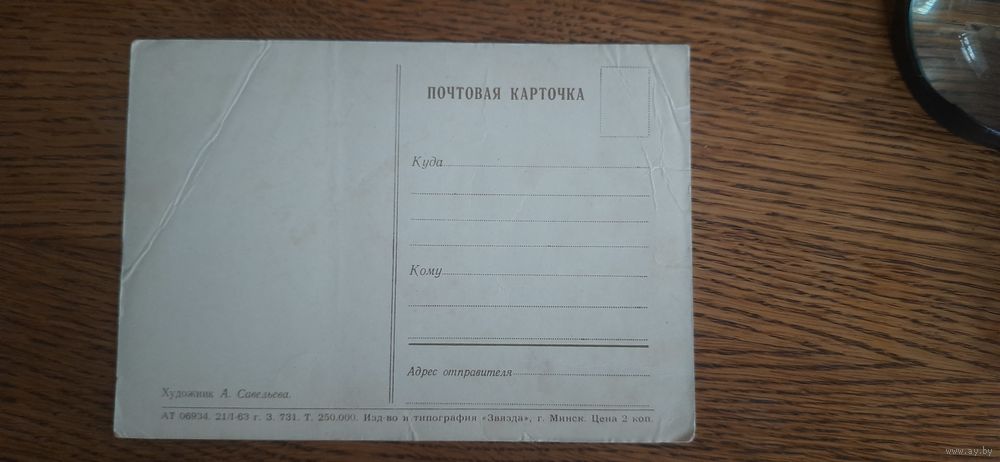 ПОЧТОВАЯ КАРТОЧКА
Куда
Кому
Адрес отправителя
Художник А. Савельева.
АТ 06934. 21/I-63 г. З. 731. Т. 250.000. Изд-во и типография «Звязда», г. Минск. Цена 2 коп.
www.ay.by